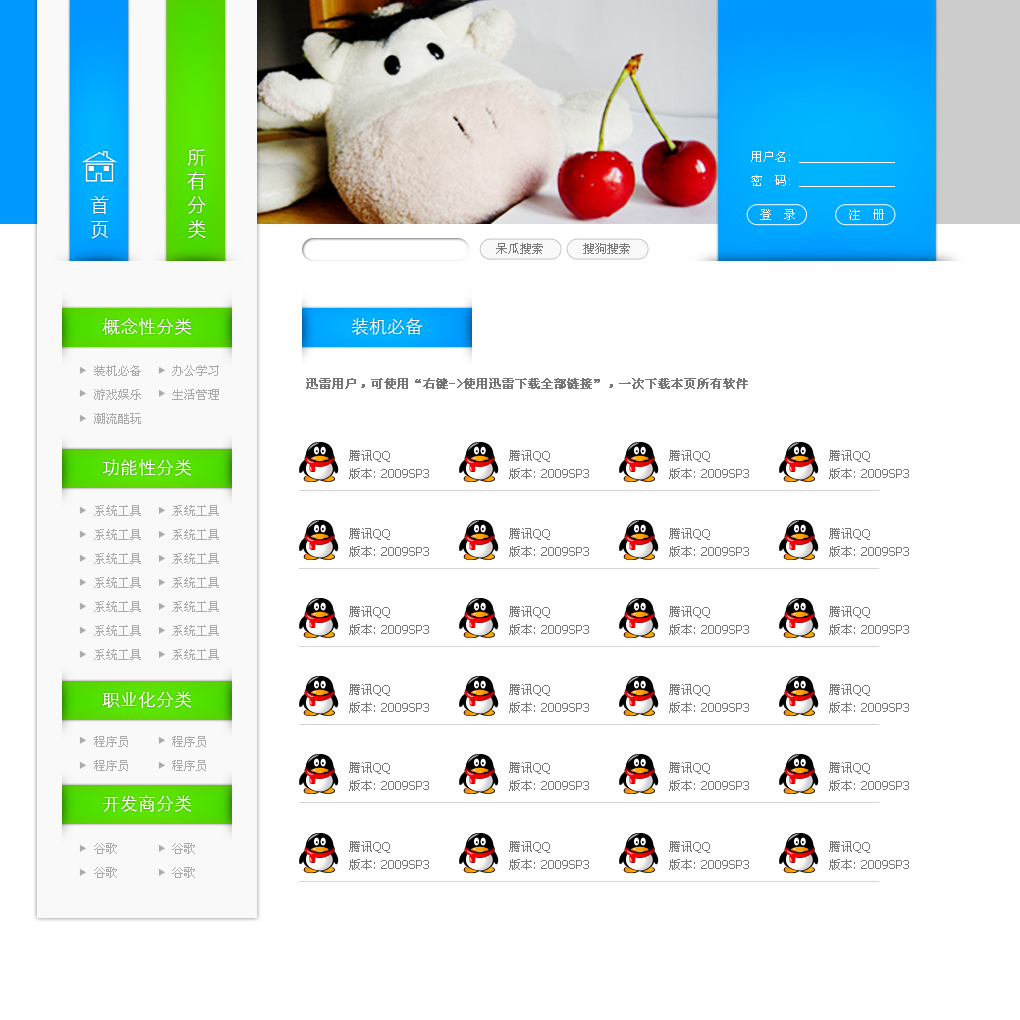 首页
所有分类
用户名:
密 码:
登 录
注 册
呆瓜搜索
搜狗搜索
概念性分类
装机必备 办公学习
游戏娱乐 生活管理
潮流酷玩
功能性分类
系统工具 系统工具
系统工具 系统工具
系统工具 系统工具
系统工具 系统工具
系统工具 系统工具
系统工具 系统工具
系统工具 系统工具
职业化分类
程序员 程序员
程序员 程序员
开发商分类
谷歌 谷歌
谷歌 谷歌
装机必备
迅雷用户，可使用“右键->使用迅雷下载全部链接”，一次下载本页所有软件
腾讯QQ 腾讯QQ 腾讯QQ 腾讯QQ
版本: 2009SP3 版本: 2009SP3 版本: 2009SP3 版本: 2009SP3
腾讯QQ 腾讯QQ 腾讯QQ 腾讯QQ
版本: 2009SP3 版本: 2009SP3 版本: 2009SP3 版本: 2009SP3
腾讯QQ 腾讯QQ 腾讯QQ 腾讯QQ
版本: 2009SP3 版本: 2009SP3 版本: 2009SP3 版本: 2009SP3
腾讯QQ 腾讯QQ 腾讯QQ 腾讯QQ
版本: 2009SP3 版本: 2009SP3 版本: 2009SP3 版本: 2009SP3
腾讯QQ 腾讯QQ 腾讯QQ 腾讯QQ
版本: 2009SP3 版本: 2009SP3 版本: 2009SP3 版本: 2009SP3
腾讯QQ 腾讯QQ 腾讯QQ 腾讯QQ
版本: 2009SP3 版本: 2009SP3 版本: 2009SP3 版本: 2009SP3